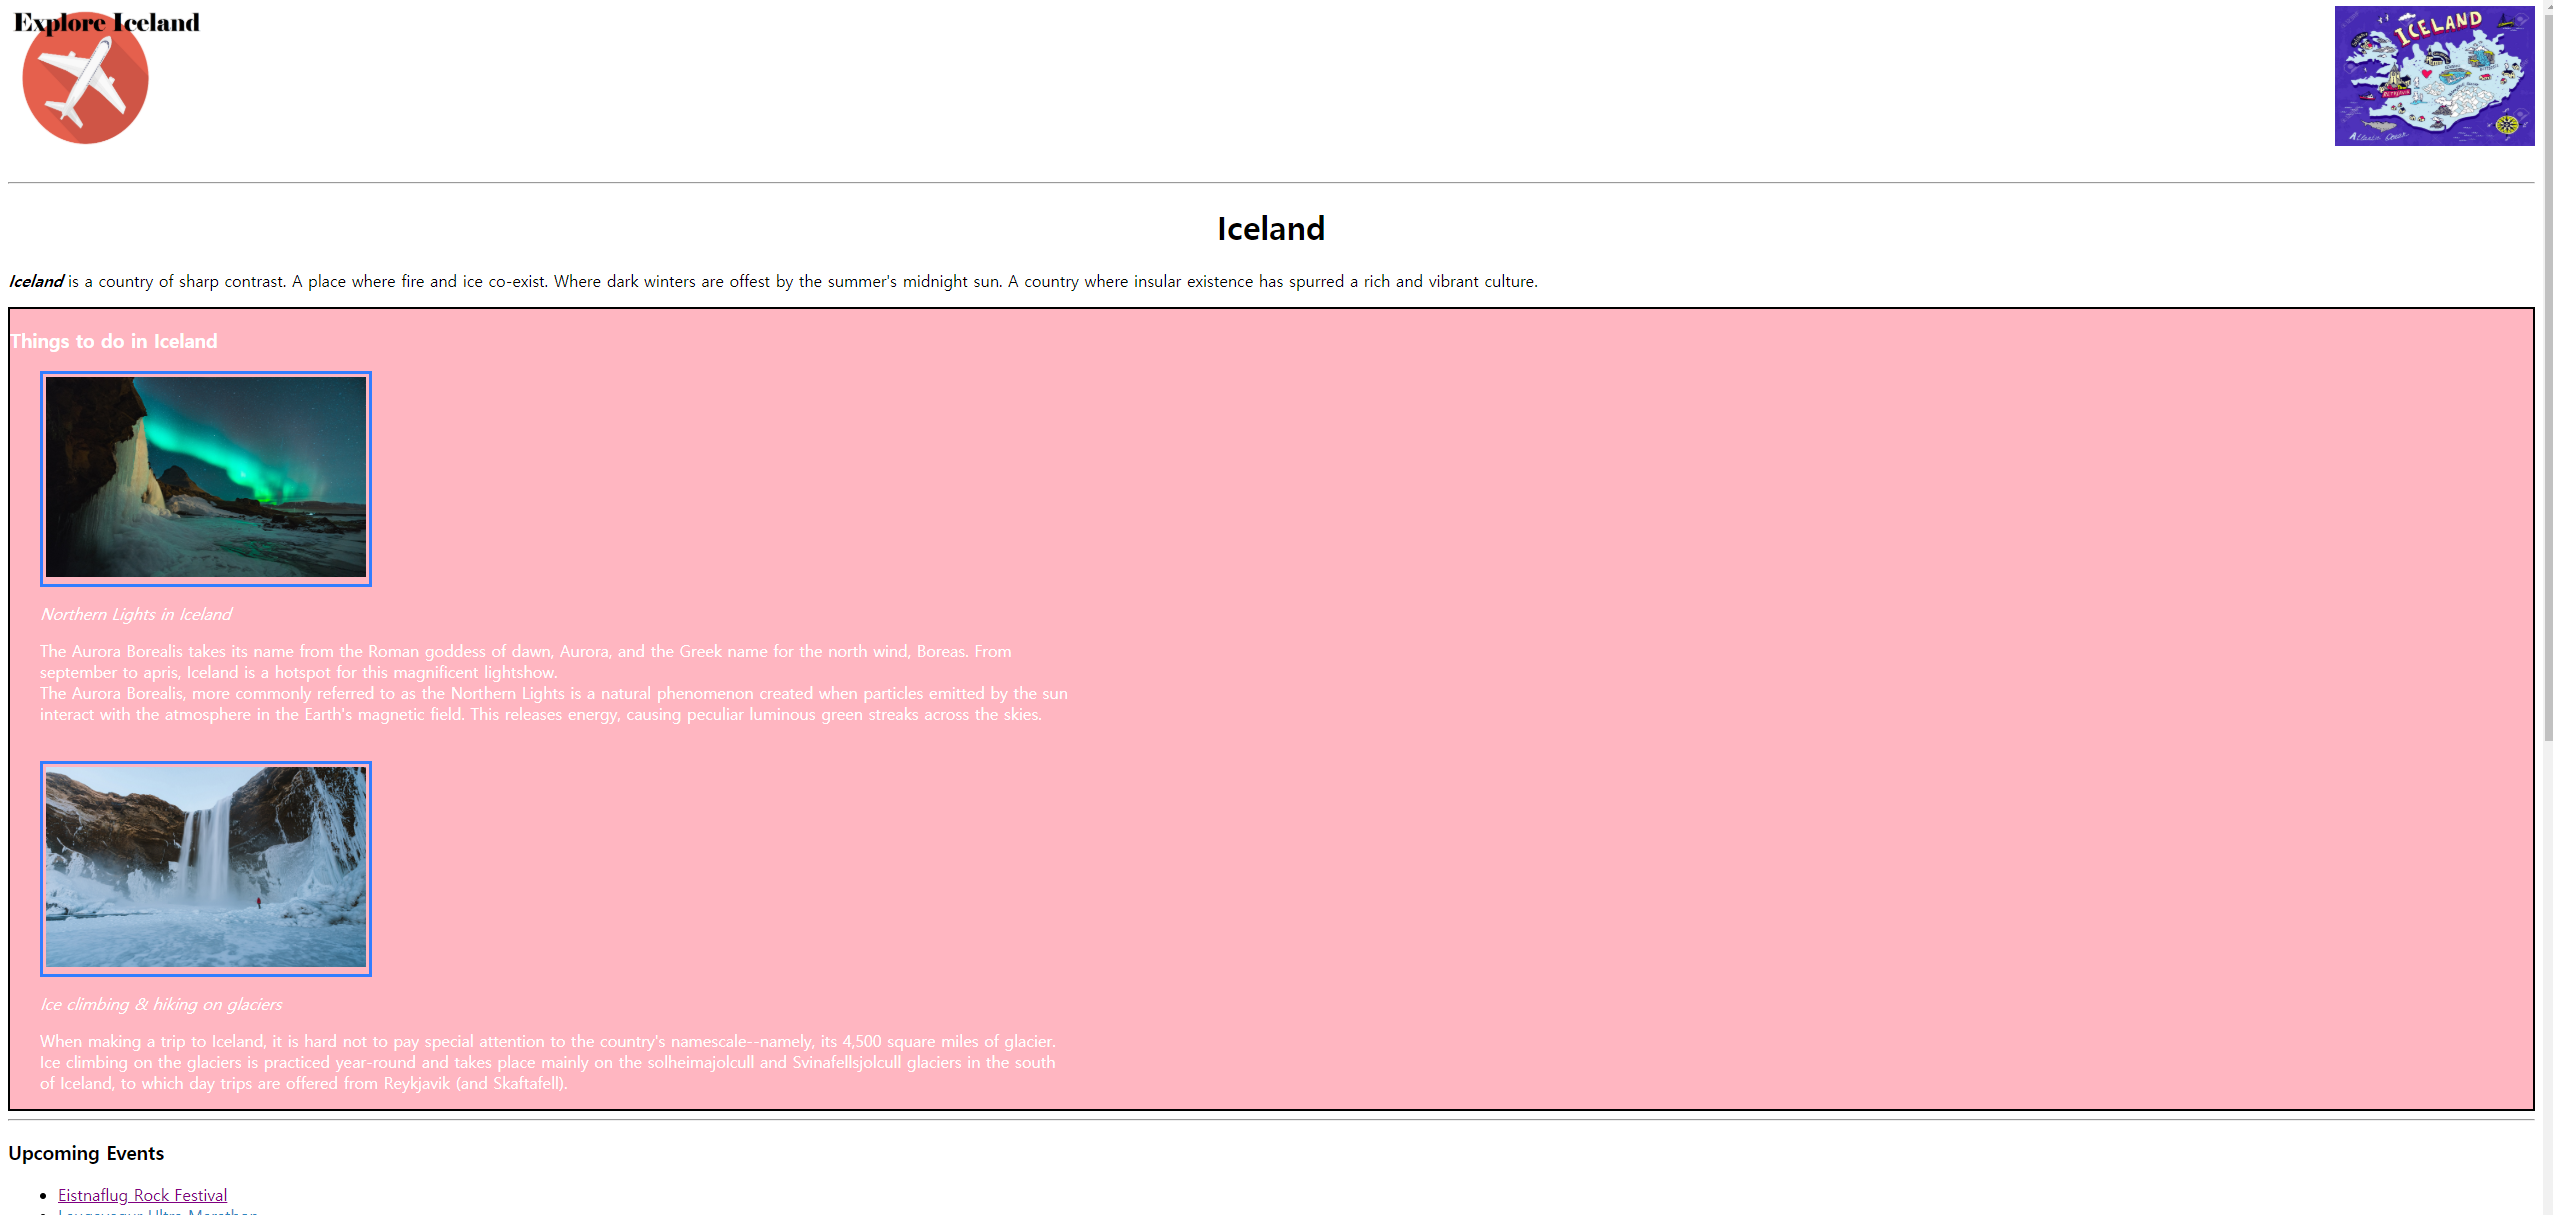 Explore Iceland
ICELAND
Iceland
Iceland is a country of sharp contrast. A place where fire and ice co-exist. Where dark winters are offest by the summer's midnight sun. A country where insular existence has spurred a rich and vibrant culture.
Things to do in Iceland
Northern Lights in Iceland
The Aurora Borealis takes its name from the Roman goddess of dawn, Aurora, and the Greek name for the north wind, Boreas. From
september to apris, Iceland is a hotspot for this magnificent lightshow.
The Aurora Borealis, more commonly referred to as the Northern Lights is a natural phenomenon created when particles emitted by the sun
interact with the atmosphere in the Earth's magnetic field. This releases energy, causing peculiar luminous green streaks across the skies.
Ice climbing & hiking on glaciers
When making a trip to Iceland, it is hard not to pay special attention to the country's namescale--namely, its 4,500 square miles of glacier.
Ice climbing on the glaciers is practiced year-round and takes place mainly on the solheimajolcull and Svinafellsjolcull glaciers in the south
of Iceland, to which day trips are offered from Reykjavik (and Skaftafell).
Upcoming Events
Eistnaflug Rock Festival